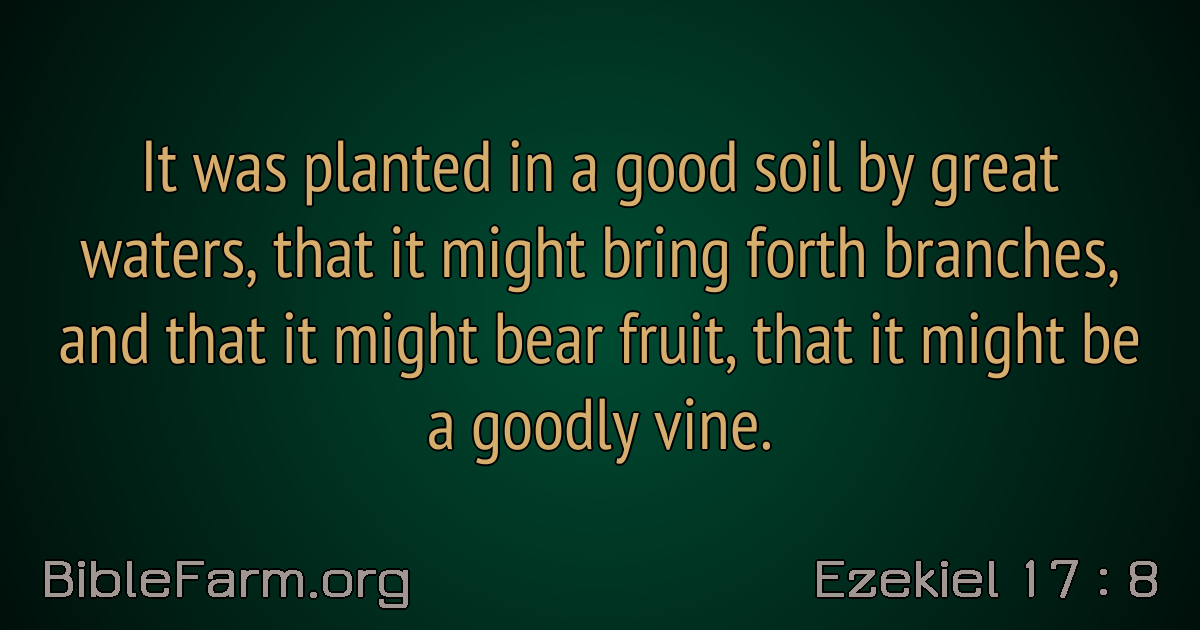 It was planted in a good soil by great
waters, that it might bring forth branches,
and that it might bear fruit, that it might be
a goodly vine.
BibleFarm.org
Ezekiel 17 : 8